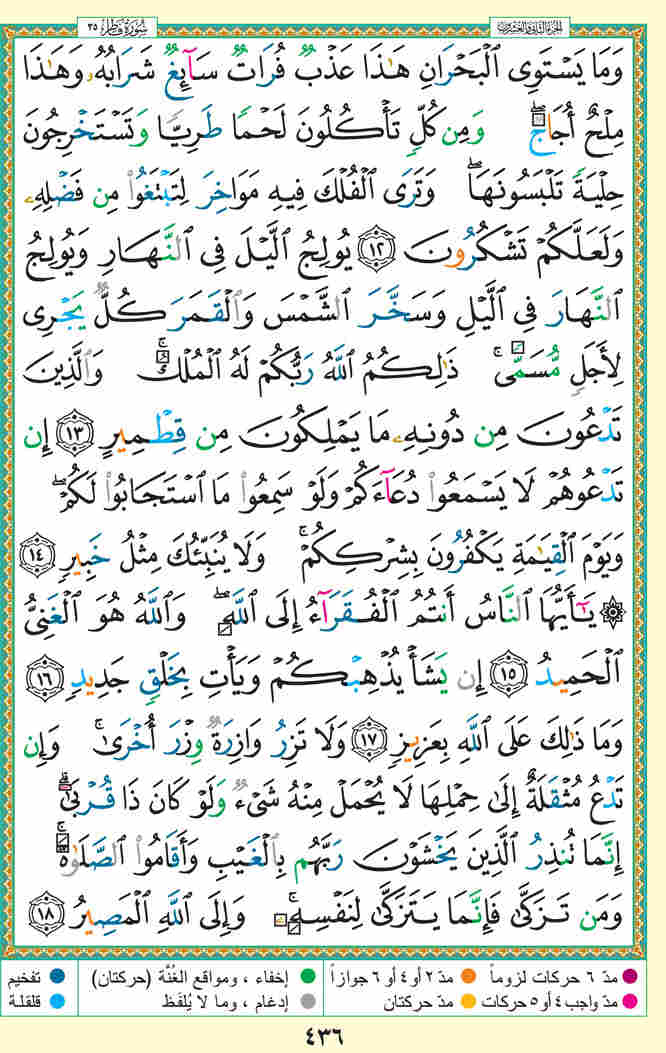 سُورَةُ فَاطِرٍ ٣٥
الجزء الثاني والعشرون
وَمَا يَسْتَوِى ٱلْبَحْرَانِ هَٰذَا عَذْبٌ فُرَاتٌ سَآئِغٌ شَرَابُهُۥ وَهَٰذَا
مِلْحٌ أُجَاجٌ ۖ وَمِن كُلٍّ تَأْكُلُونَ لَحْمًا طَرِيًّا وَتَسْتَخْرِجُونَ
حِلْيَةً تَلْبَسُونَهَا ۖ وَتَرَى ٱلْفُلْكَ فِيهِ مَوَاخِرَ لِتَبْتَغُوا۟ مِن فَضْلِهِۦ
وَلَعَلَّكُمْ تَشْكُرُونَ ١٢ يُولِجُ ٱلَّيْلَ فِى ٱلنَّهَارِ وَيُولِجُ
ٱلنَّهَارَ فِى ٱلَّيْلِ وَسَخَّرَ ٱلشَّمْسَ وَٱلْقَمَرَ كُلٌّ يَجْرِى
لِأَجَلٍ مُّسَمًّى ۚ ذَٰلِكُمُ ٱللَّهُ رَبُّكُمْ لَهُ ٱلْمُلْكُ ۚ وَٱلَّذِينَ
تَدْعُونَ مِن دُونِهِۦ مَا يَمْلِكُونَ مِن قِطْمِيرٍ ١٣ إِن
تَدْعُوهُمْ لَا يَسْمَعُوا۟ دُعَآءَكُمْ وَلَوْ سَمِعُوا۟ مَا ٱسْتَجَابُوا۟ لَكُمْ ۖ
وَيَوْمَ ٱلْقِيَٰمَةِ يَكْفُرُونَ بِشِرْكِكُمْ ۚ وَلَا يُنَبِّئُكَ مِثْلُ خَبِيرٍ ١٤
۞ يَٰٓأَيُّهَا ٱلنَّاسُ أَنتُمُ ٱلْفُقَرَآءُ إِلَى ٱللَّهِ ۖ وَٱللَّهُ هُوَ ٱلْغَنِىُّ
ٱلْحَمِيدُ ١٥ إِن يَشَأْ يُذْهِبْكُمْ وَيَأْتِ بِخَلْقٍ جَدِيدٍ ١٦
وَمَا ذَٰلِكَ عَلَى ٱللَّهِ بِعَزِيزٍ ١٧ وَلَا تَزِرُ وَازِرَةٌ وِزْرَ أُخْرَىٰ ۚ وَإِن
تَدْعُ مُثْقَلَةٌ إِلَىٰ حِمْلِهَا لَا يُحْمَلْ مِنْهُ شَىْءٌ وَلَوْ كَانَ ذَا قُرْبَىٰٓ ۗ
إِنَّمَا تُنذِرُ ٱلَّذِينَ يَخْشَوْنَ رَبَّهُم بِٱلْغَيْبِ وَأَقَامُوا۟ ٱلصَّلَوٰةَ ۚ
وَمَن تَزَكَّىٰ فَإِنَّمَا يَتَزَكَّىٰ لِنَفْسِهِۦ ۚ وَإِلَى ٱللَّهِ ٱلْمَصِيرُ ١٨
مدّ ٦ حركات لزوماً مدّ ٢ أو ٤ أو ٦ جوازاً إخفاء ، ومواقع الغُنَّة (حركتان) تفخيم
مدّ واجب ٤ أو ٥ حركات مدّ حركتان إدغام ، وما لا يُلفَظ قلقلة
٤٣٦